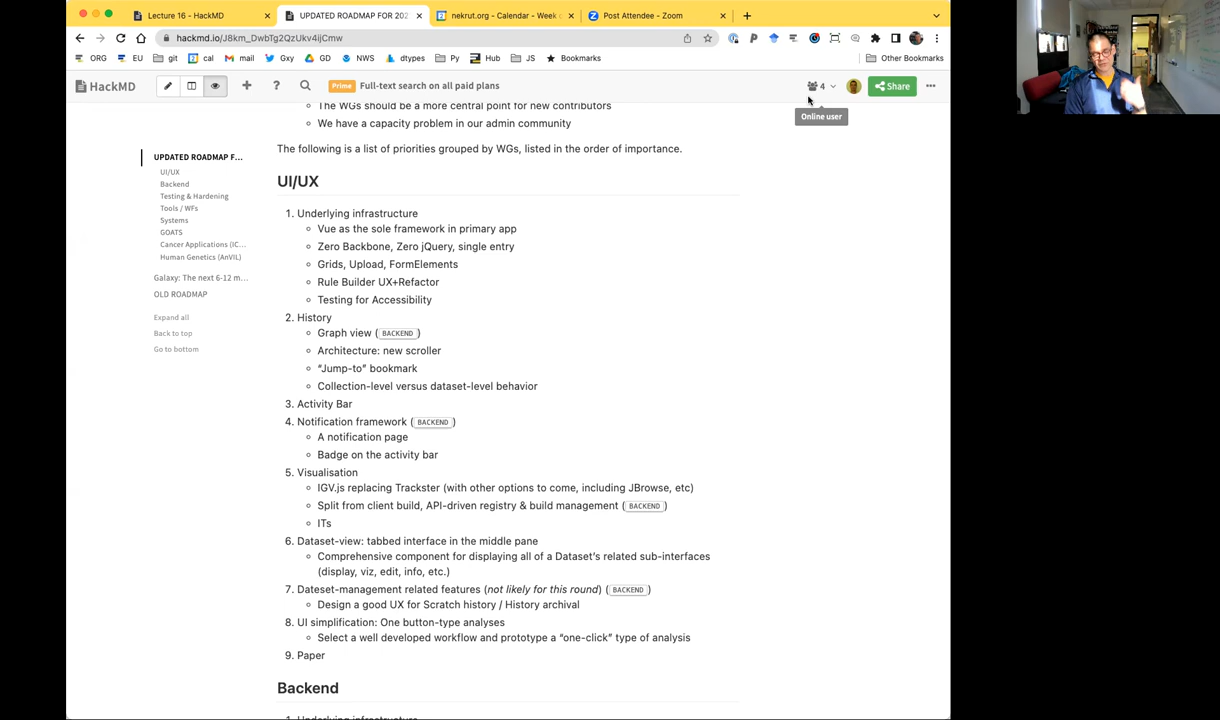 Lecture 16 - HackMD
UPDATED ROADMAP FOR 202
nekrut.org - Calendar - Week o
Post Attendee - Zoom
hackmd.io/J8km_DwbTg2QzUkv4ijCmw
ORG
EU
git
cal
mail
Gxy
GD
NWS
dtypes
Py
Hub
JS
Bookmarks
Other Bookmarks
HackMD
Prime
Full-text search on all paid plans
4
Share
Online user
UPDATED ROADMAP F...
UI/UX
Backend
Testing & Hardening
Tools / WFs
Systems
GOATS
Cancer Applications (IC...
Human Genetics (AnVIL)
Galaxy: The next 6-12 m...
OLD ROADMAP
Expand all
Back to top
Go to bottom
The WGs should be a more central point for new contributors
We have a capacity problem in our admin community
The following is a list of priorities grouped by WGs, listed in the order of importance.
UI/UX
1. Underlying infrastructure
Vue as the sole framework in primary app
Zero Backbone, Zero jQuery, single entry
Grids, Upload, FormElements
Rule Builder UX+Refactor
Testing for Accessibility
2. History
Graph view (BACKEND)
Architecture: new scroller
“Jump-to” bookmark
Collection-level versus dataset-level behavior
3. Activity Bar
4. Notification framework (BACKEND)
A notification page
Badge on the activity bar
5. Visualisation
IGV.js replacing Trackster (with other options to come, including JBrowse, etc)
Split from client build, API-driven registry & build management (BACKEND)
ITs
6. Dataset-view: tabbed interface in the middle pane
Comprehensive component for displaying all of a Dataset’s related sub-interfaces
(display, viz, edit, info, etc.)
7. Dateset-management related features (not likely for this round) (BACKEND)
Design a good UX for Scratch history / History archival
8. UI simplification: One button-type analyses
Select a well developed workflow and prototype a “one-click” type of analysis
9. Paper
Backend
1. Underlying infrastructure